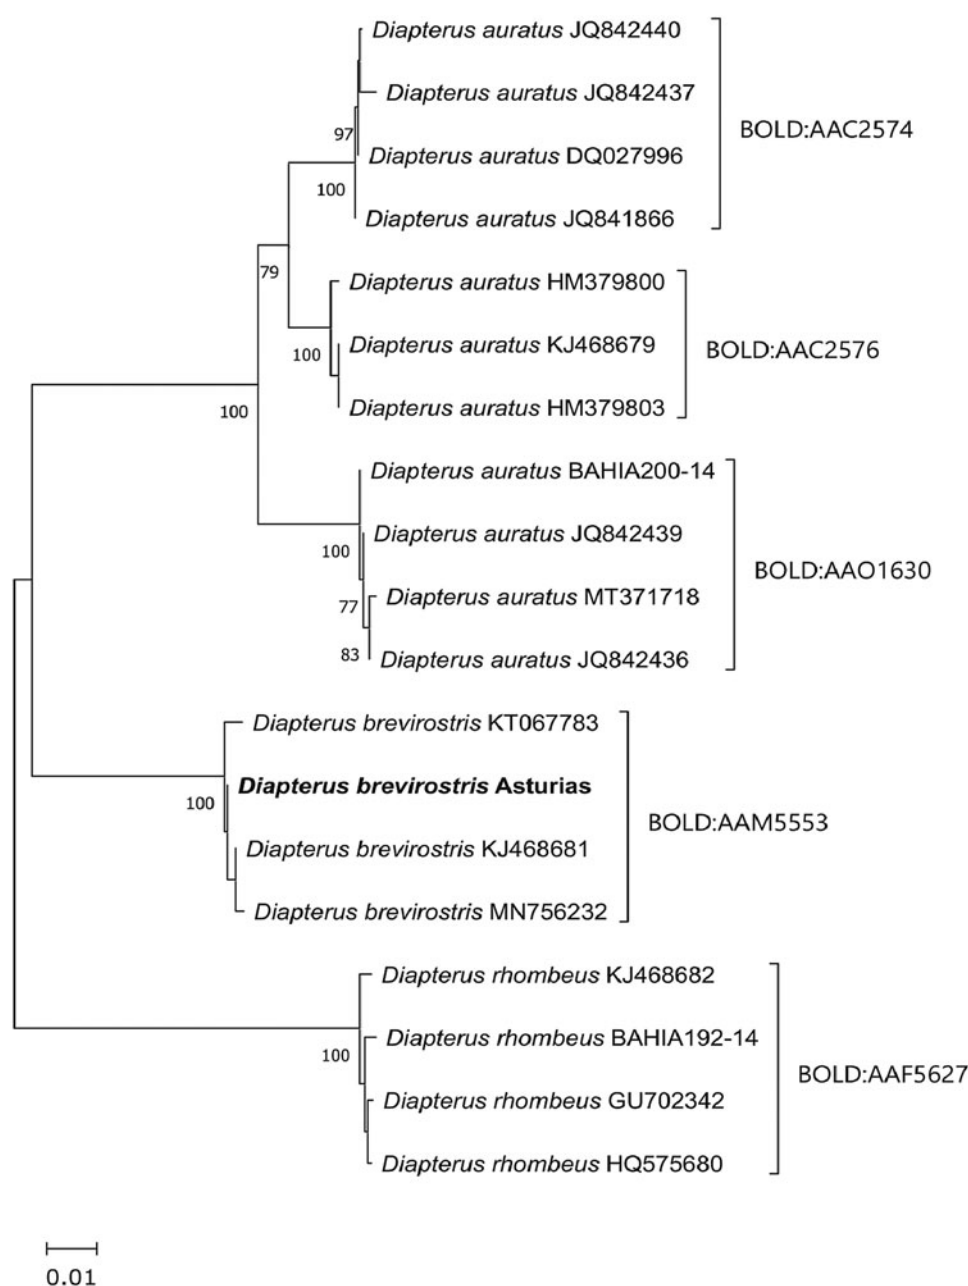 Diapterus auratus JQ842440
Diapterus auratus JQ842437
97
BOLD:AAC2574
Diapterus auratus DQ027996
100
Diapterus auratus JQ841866
79
Diapterus auratus HM379800
Diapterus auratus KJ468679
100
BOLD:AAC2576
Diapterus auratus HM379803
100
Diapterus auratus BAHIA200-14
Diapterus auratus JQ842439
100
BOLD:AAO1630
Diapterus auratus MT371718
77
83
Diapterus auratus JQ842436
Diapterus brevirostris KT067783
Diapterus brevirostris Asturias
100
BOLD:AAM5553
Diapterus brevirostris KJ468681
Diapterus brevirostris MN756232
Diapterus rhombeus KJ468682
Diapterus rhombeus BAHIA192-14
100
BOLD:AAF5627
Diapterus rhombeus GU702342
Diapterus rhombeus HQ575680
0.01